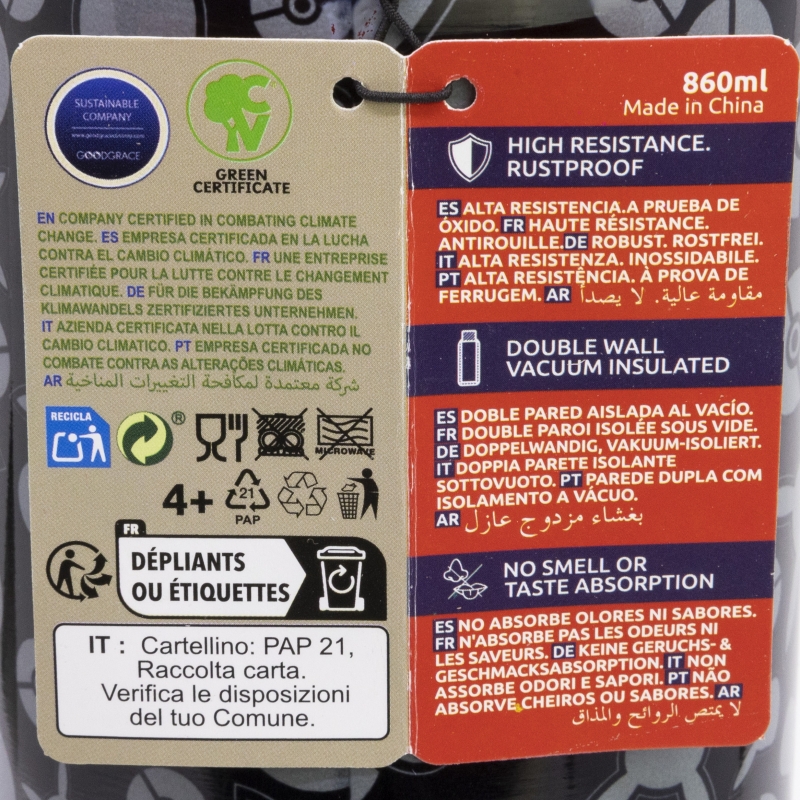 SUSTAINABLE
COMPANY
GOODGRACE
CV
GREEN
CERTIFICATE
EN COMPANY CERTIFIED IN COMBATING CLIMATE
CHANGE. ES EMPRESA CERTIFICADA EN LA LUCHA
CONTRA EL CAMBIO CLIMÁTICO. FR UNE ENTREPRISE
CERTIFIÉE POUR LA LUTTE CONTRE LE CHANGEMENT
CLIMATIQUE. DE FÜR DIE BEKÄMPFUNG DES
KLIMAWANDELS ZERTIFIZIERTES UNTERNEHMEN.
IT AZIENDA CERTIFICATA NELLA LOTTA CONTRO IL
CAMBIO CLIMATICO. PT EMPRESA CERTIFICADA NO
COMBATE CONTRA AS ALTERAÇÕES CLIMÁTICAS.
AR شركة معتمدة لمكافحة التغييرات المناخية
RECICLA
®
MICROWAVE
4+
21
PAP
FR
DÉPLIANTS
OU ÉTIQUETTES
IT : Cartellino: PAP 21,
Raccolta carta.
Verifica le disposizioni
del tuo Comune.
860ml
Made in China
HIGH RESISTANCE.
RUSTPROOF
ES ALTA RESISTENCIA.A PRUEBA DE
ÓXIDO. FR HAUTE RÉSISTANCE.
ANTIROUILLE.DE ROBUST. ROSTFREI.
IT ALTA RESISTENZA. INOSSIDABILE.
PT ALTA RESISTÊNCIA. À PROVA DE
FERRUGEM. AR مقاومة عالية. لا يصدأ
DOUBLE WALL
VACUUM INSULATED
ES DOBLE PARED AISLADA AL VACÍO.
FR DOUBLE PAROI ISOLÉE SOUS VIDE.
DE DOPPELWANDIG, VAKUUM-ISOLIERT.
IT DOPPIA PARETE ISOLANTE
SOTTOVUOTO. PT PAREDE DUPLA COM
ISOLAMENTO A VÁCUO.
AR بغشاء مزدوج عازل
NO SMELL OR
TASTE ABSORPTION
ES NO ABSORBE OLORES NI SABORES.
FR N'ABSORBE PAS LES ODEURS NI
LES SAVEURS. DE KEINE GERUCHS- &
GESCHMACKSABSORPTION. IT NON
ASSORBE ODORI E SAPORI. PT NÃO
ABSORVE CHEIROS OU SABORES. AR
لا يمتص الروائح والمذاق